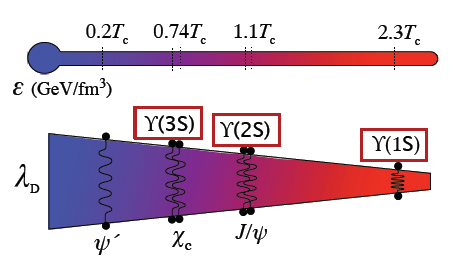 0.2T_c 0.74T_c 1.1T_c 2.3T_c
ε (GeV/fm³)
ϒ(3S) ϒ(2S) ϒ(1S)
λ_D
ψ´ χ_c J/ψ